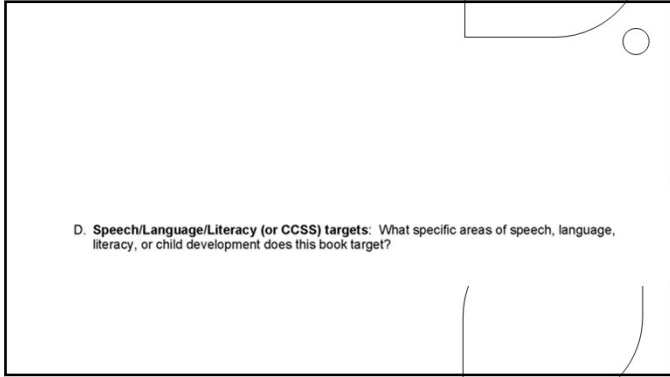 D. Speech/Language/Literacy (or CCSS) targets: What specific areas of speech, language,
literacy, or child development does this book target?